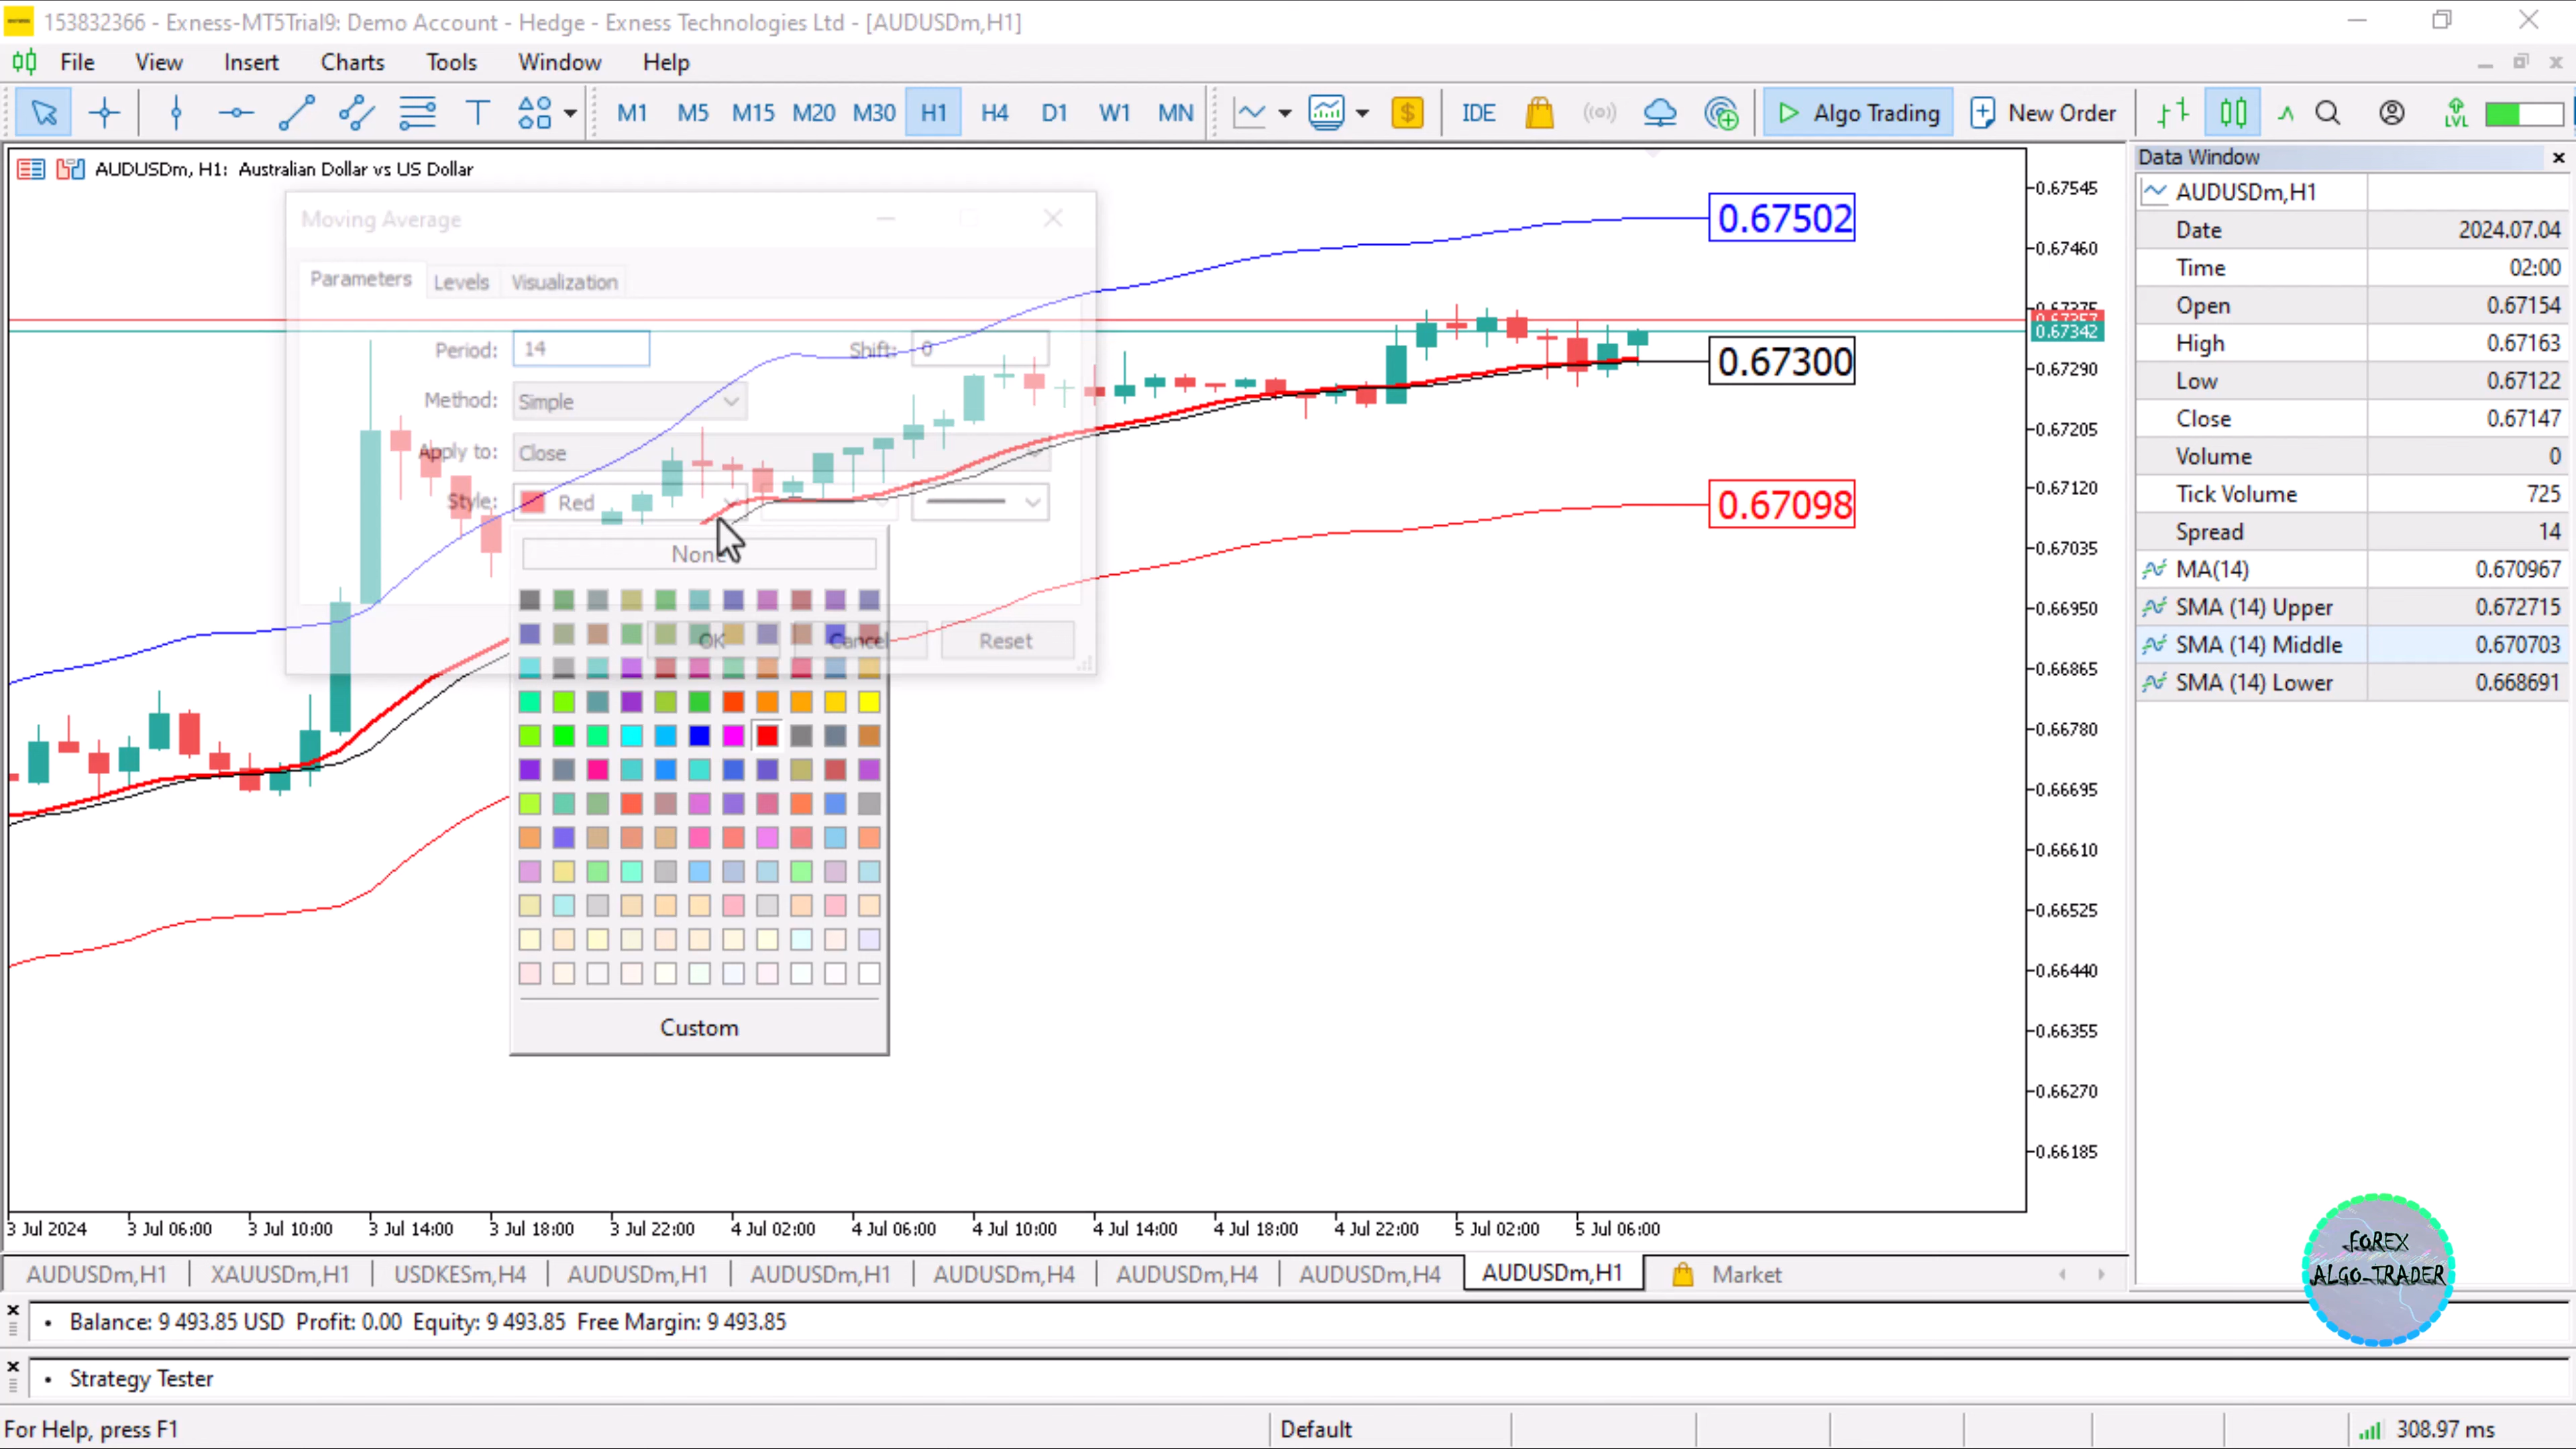 153832366 - Exness-MT5Trial9: Demo Account - Hedge - Exness Technologies Ltd - [AUDUSDm,H1]
File View Insert Charts Tools Window Help
M1 M5 M15 M20 M30 H1 H4 D1 W1 MN IDE Algo Trading New Order LVL
AUDUSDm, H1: Australian Dollar vs US Dollar
Moving Average
Parameters Levels Visualization
Period: 14 Shift: 0
Method: Simple
Apply to: Close
Style: Red
None
OK Cancel Reset
Custom
0.67502
0.67300
0.67098
0.67545
0.67460
0.67375
0.67357
0.67342
0.67290
0.67205
0.67120
0.67035
0.66950
0.66865
0.66780
0.66695
0.66610
0.66525
0.66440
0.66355
0.66270
0.66185
3 Jul 2024 3 Jul 06:00 3 Jul 10:00 3 Jul 14:00 3 Jul 18:00 3 Jul 22:00 4 Jul 02:00 4 Jul 06:00 4 Jul 10:00 4 Jul 14:00 4 Jul 18:00 4 Jul 22:00 5 Jul 02:00 5 Jul 06:00
Data Window
AUDUSDm,H1
Date 2024.07.04
Time 02:00
Open 0.67154
High 0.67163
Low 0.67122
Close 0.67147
Volume 0
Tick Volume 725
Spread 14
MA(14) 0.670967
SMA (14) Upper 0.672715
SMA (14) Middle 0.670703
SMA (14) Lower 0.668691
FOREX
ALGO_TRADER
AUDUSDm,H1 XAUUSDm,H1 USDKESm,H4 AUDUSDm,H1 AUDUSDm,H1 AUDUSDm,H4 AUDUSDm,H4 AUDUSDm,H4 AUDUSDm,H1 Market
• Balance: 9 493.85 USD Profit: 0.00 Equity: 9 493.85 Free Margin: 9 493.85
• Strategy Tester
For Help, press F1 Default 308.97 ms